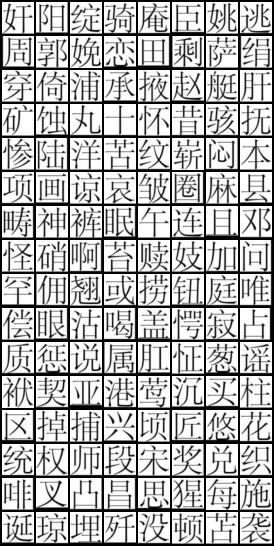 奸阳绽骑庵臣姚逃
周郭娩恋田剩萨绢
穿倚浦承掖赵艇肝
矿蚀丸十怀昔骇抚
惨陆洋苦纹崭闷本
项画谅哀皱圈麻县
畴神裤眠午连旦邓
怪硝啊苔赎妓加问
罕佣翘或捞钮庭唯
偿眼沽喝盖愕寂占
质惩说属肛怔葱谣
袱契亚港莺沉买柱
区掉捕兴顷匠悠花
统权师段宋奖兑织
啡叉凸昌思猩每施
诞琼埋歼没顿苫袭